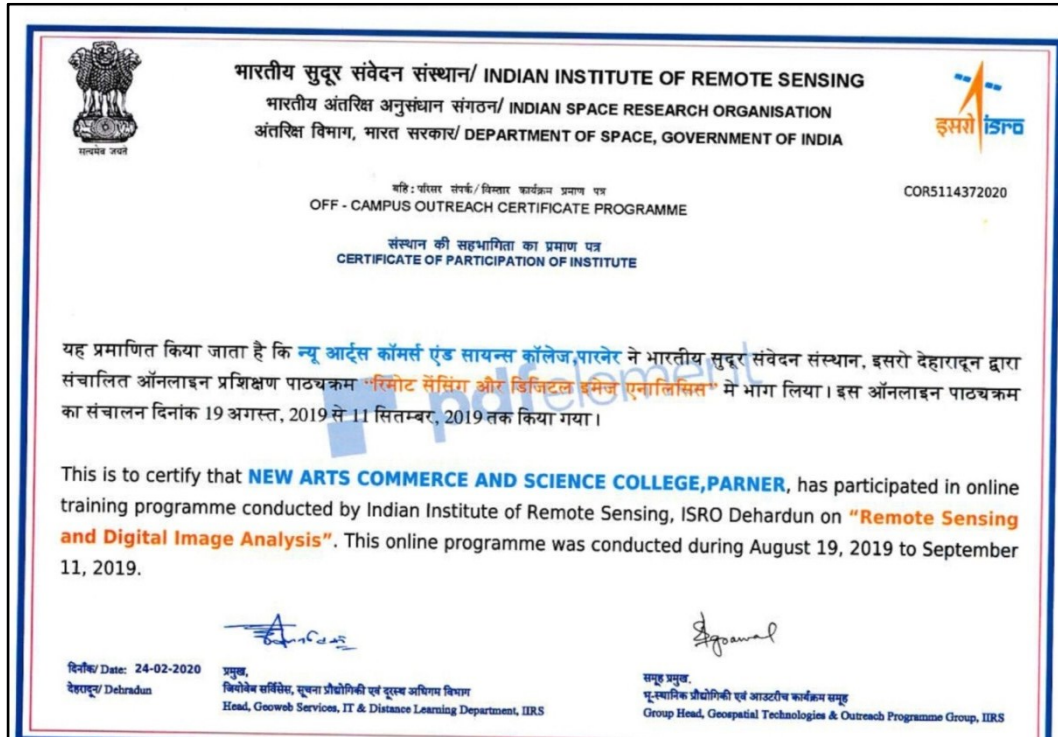 भारतीय सुदूर संवेदन संस्थान/ INDIAN INSTITUTE OF REMOTE SENSING
भारतीय अंतरिक्ष अनुसंधान संगठन/ INDIAN SPACE RESEARCH ORGANISATION
अंतरिक्ष विभाग, भारत सरकार/ DEPARTMENT OF SPACE, GOVERNMENT OF INDIA
सत्यमेव जयते
इसरो isro
बहि: परिसर संपर्क/विस्तार कार्यक्रम प्रमाण पत्र
COR5114372020
OFF - CAMPUS OUTREACH CERTIFICATE PROGRAMME
संस्थान की सहभागिता का प्रमाण पत्र
CERTIFICATE OF PARTICIPATION OF INSTITUTE
यह प्रमाणित किया जाता है कि न्यू आर्ट्स कॉमर्स एंड सायन्स कॉलेज,पारनेर ने भारतीय सुदूर संवेदन संस्थान, इसरो देहारादून द्वारा
संचालित ऑनलाइन प्रशिक्षण पाठ्यक्रम “रिमोट सेंसिंग और डिजिटल इमेज एनालिसिस” मे भाग लिया। इस ऑनलाइन पाठ्यक्रम
का संचालन दिनांक 19 अगस्त, 2019 से 11 सितम्बर, 2019 तक किया गया।
pdfelement
This is to certify that NEW ARTS COMMERCE AND SCIENCE COLLEGE,PARNER, has participated in online
training programme conducted by Indian Institute of Remote Sensing, ISRO Dehardun on “Remote Sensing
and Digital Image Analysis”. This online programme was conducted during August 19, 2019 to September
11, 2019.
दिनाँक/ Date: 24-02-2020
देहरादून/ Dehradun
प्रमुख,
जियोवेब सर्विसेस, सूचना प्रौद्योगिकी एवं दूरस्थ अधिगम विभाग
Head, Geoweb Services, IT & Distance Learning Department, IIRS
समूह प्रमुख,
भू-स्थानिक प्रौद्योगिकी एवं आउटरीच कार्यक्रम समूह
Group Head, Geospatial Technologies & Outreach Programme Group, IIRS